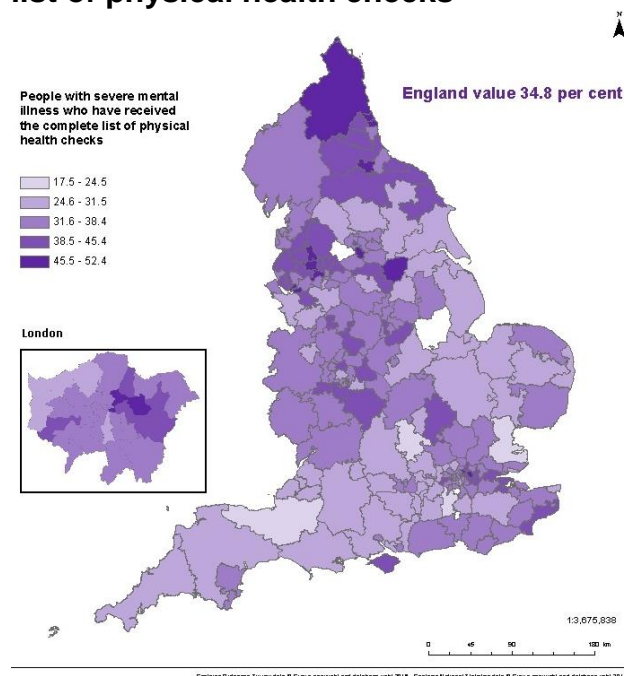 list of physical health checks
N
England value 34.8 per cent
People with severe mental
illness who have received
the complete list of physical
health checks
17.5 - 24.5
24.6 - 31.5
31.6 - 38.4
38.5 - 45.4
45.5 - 52.4
London
1:3,675,838
0 45 90 180 km